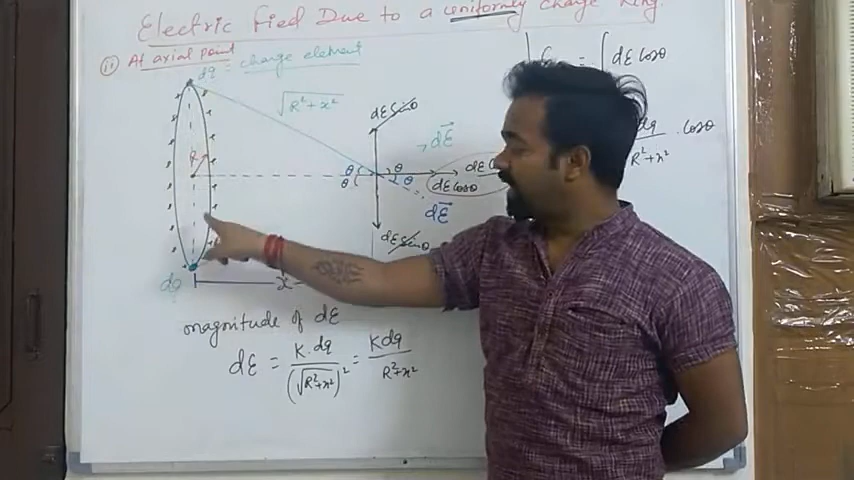 Electric field Due to a uniformly charge Ring.
(ii) At axial point
dq = charge element
√R²+x²
R
dE sinθ
dE
θ
θ
θ
θ
dE cosθ
dE
dE sinθ
dq
x
∫dE cosθ
dq/R²+x² . cosθ
magnitude of dE
dE = K.dq/(√R²+x²)² = Kdq/R²+x²